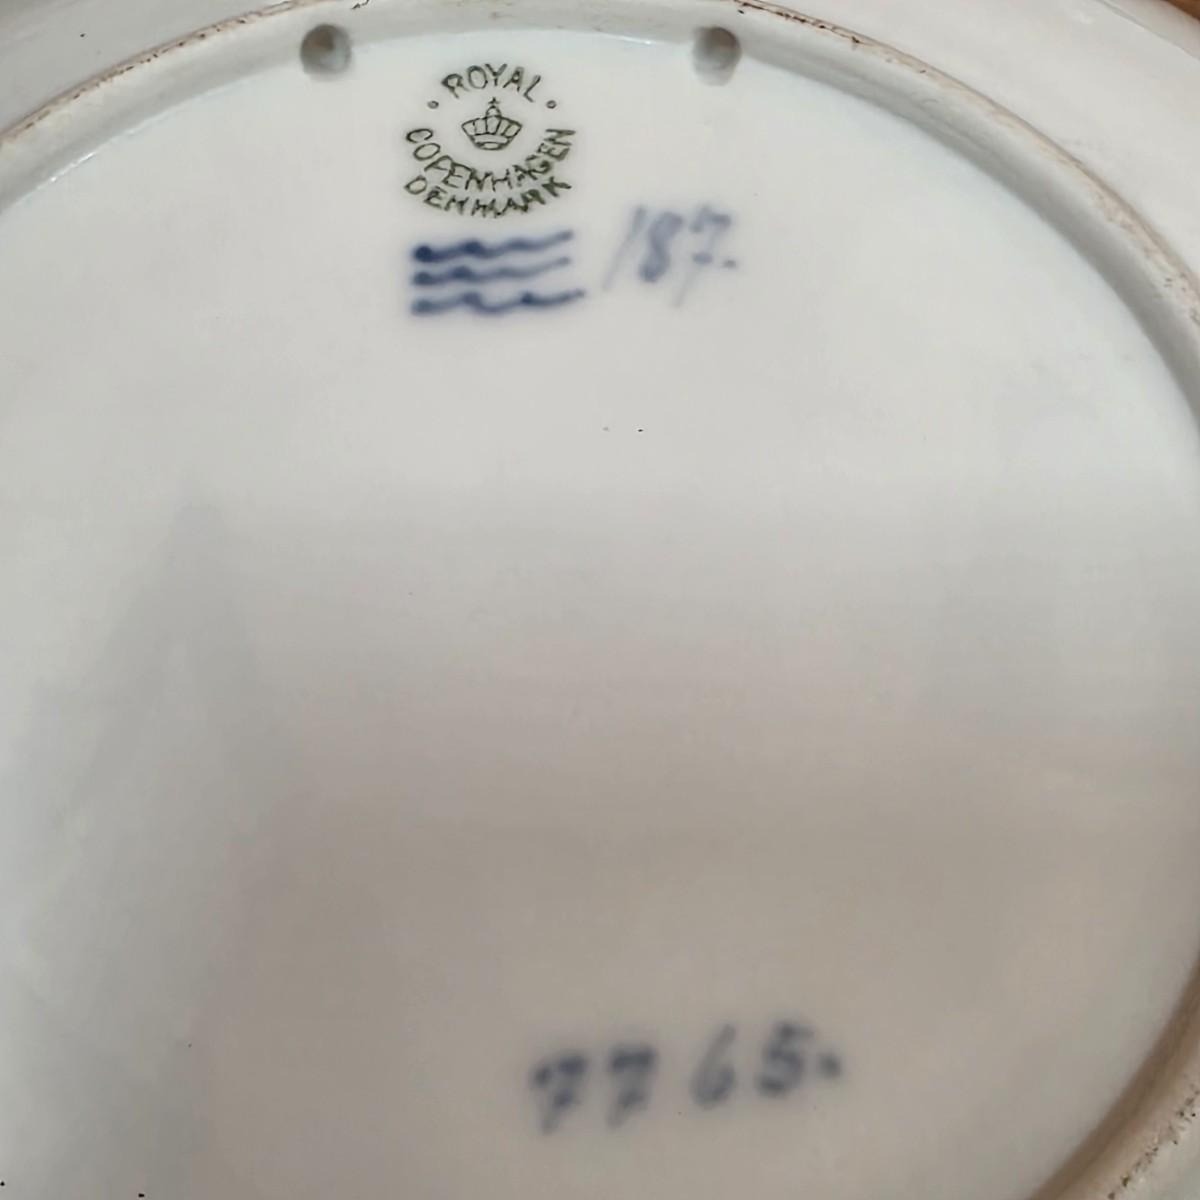 ROYAL
COPENHAGEN
DENMARK
187.
7765.